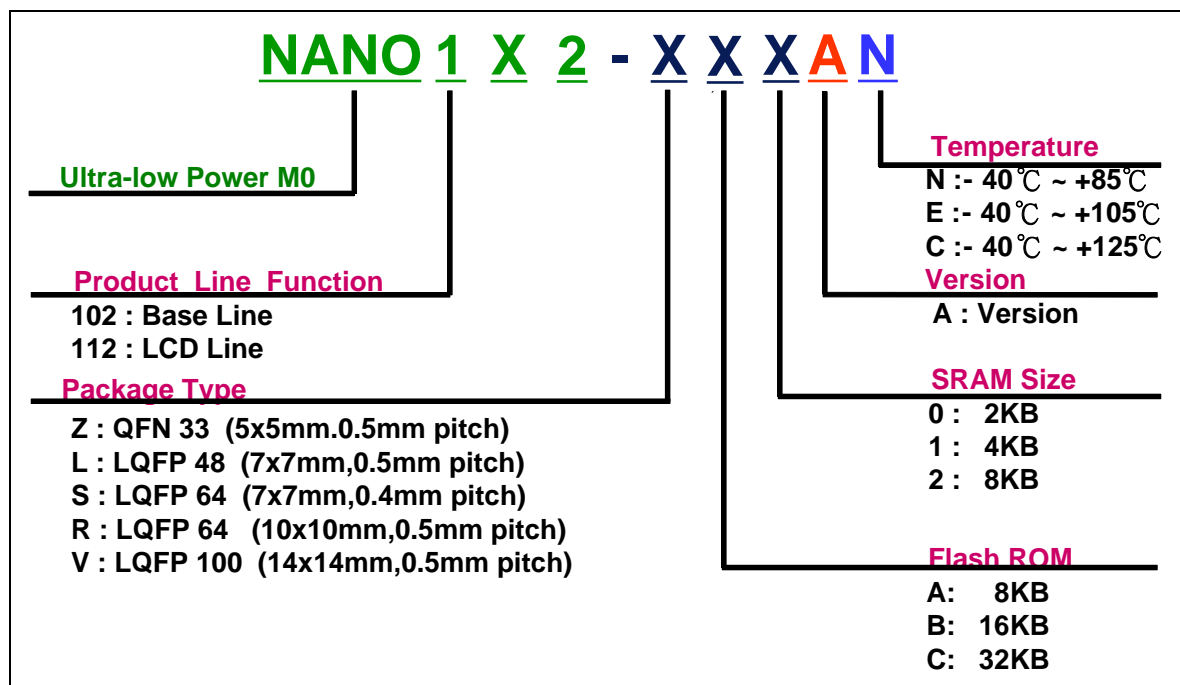 NANO 1 X 2 - X X X A N
Ultra-low Power M0
Product Line Function
102 : Base Line
112 : LCD Line
Package Type
Z : QFN 33 (5x5mm.0.5mm pitch)
L : LQFP 48 (7x7mm,0.5mm pitch)
S : LQFP 64 (7x7mm,0.4mm pitch)
R : LQFP 64 (10x10mm,0.5mm pitch)
V : LQFP 100 (14x14mm,0.5mm pitch)
Temperature
N :- 40℃ ~ +85℃
E :- 40℃ ~ +105℃
C :- 40℃ ~ +125℃
Version
A : Version
SRAM Size
0 : 2KB
1 : 4KB
2 : 8KB
Flash ROM
A: 8KB
B: 16KB
C: 32KB